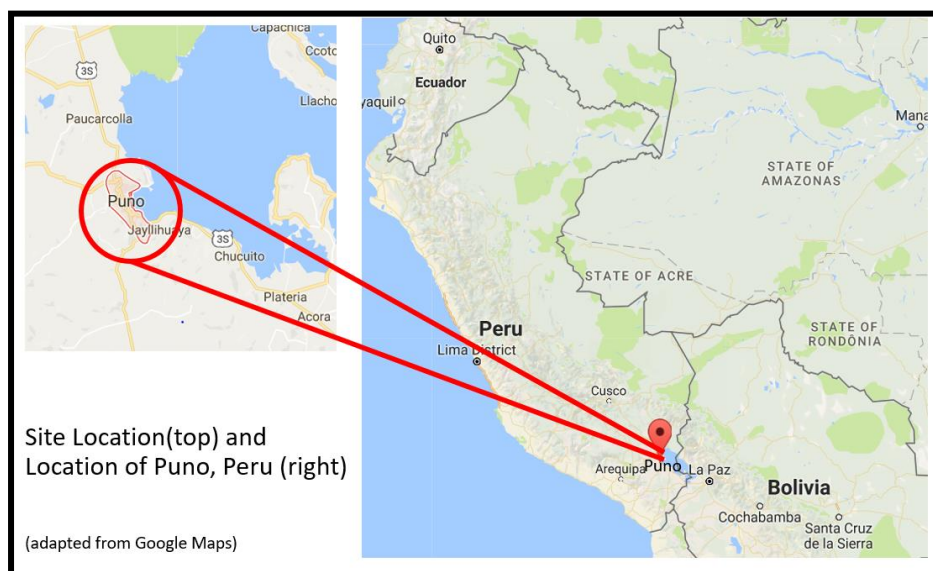 Capachica
Ccoto
3S
Llacho
Paucarcolla
Puno
Jayllihuaya
3S
Chucuito
Plateria
Acora
Site Location(top) and
Location of Puno, Peru (right)
(adapted from Google Maps)
Quito
Ecuador
yaquil
Mana
STATE OF
AMAZONAS
STATE OF ACRE
STATE OF
RONDÔNIA
Peru
Lima District
Cusco
Arequipa
Puno
La Paz
Bolivia
Cochabamba
Santa Cruz
de la Sierra